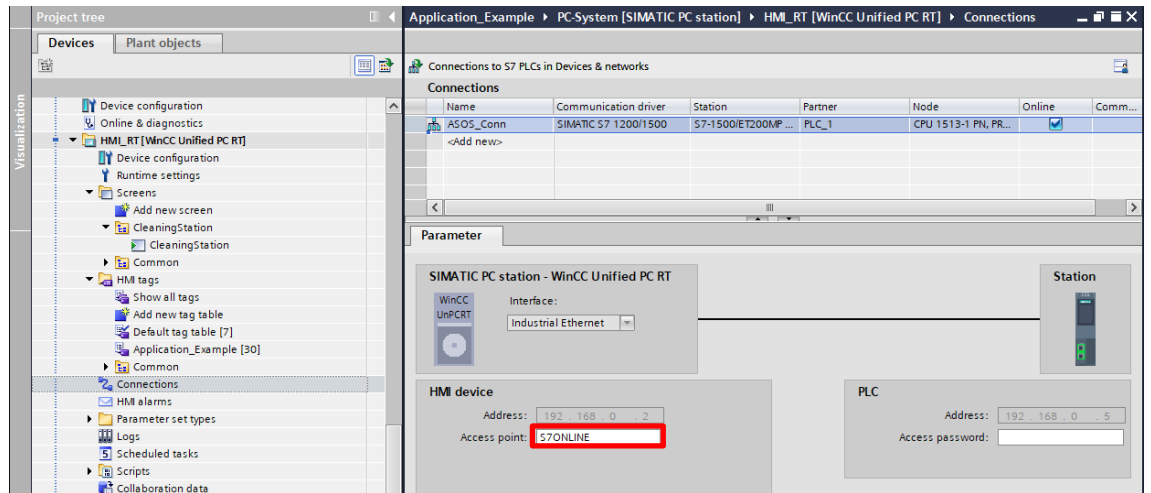 Project tree
Devices
Plant objects
Visualization
Device configuration
Online & diagnostics
HMI_RT [WinCC Unified PC RT]
Device configuration
Runtime settings
Screens
Add new screen
CleaningStation
CleaningStation
Common
HMI tags
Show all tags
Add new tag table
Default tag table [7]
Application_Example [30]
Common
Connections
HMI alarms
Parameter set types
Logs
Scheduled tasks
Scripts
Collaboration data
Application_Example PC-System [SIMATIC PC station] HMI_RT [WinCC Unified PC RT] Connections
Connections to S7 PLCs in Devices & networks
Connections
Name Communication driver Station Partner Node Online Comm...
ASOS_Conn SIMATIC S7 1200/1500 S7-1500/ET200MP ... PLC_1 CPU 1513-1 PN, PR...
<Add new>
Parameter
SIMATIC PC station - WinCC Unified PC RT
Station
WinCC
UnPCRT
Interface:
Industrial Ethernet
HMI device
Address: 192 . 168 . 0 . 2
Access point: S7ONLINE
PLC
Address: 192 . 168 . 0 . 5
Access password: